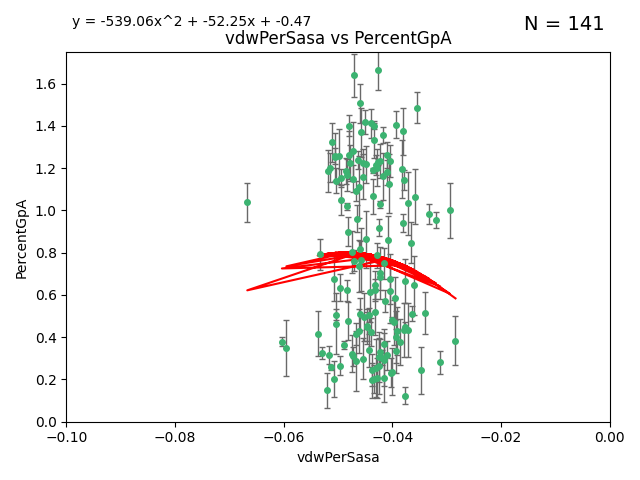 y = -539.06x^2 + -52.25x + -0.47
N = 141
vdwPerSasa vs PercentGpA
PercentGpA
1.6
1.4
1.2
1.0
0.8
0.6
0.4
0.2
0.0
−0.10 −0.08 −0.06 −0.04 −0.02 0.00
vdwPerSasa